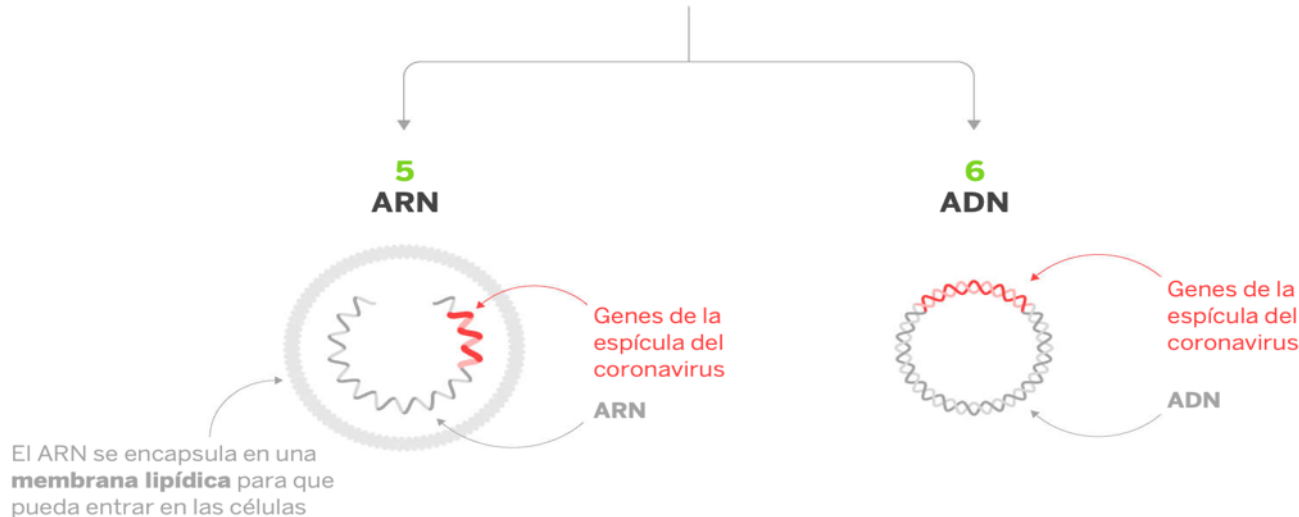 5
ARN
6
ADN
Genes de la
espícula del
coronavirus
ARN
El ARN se encapsula en una
membrana lipídica para que
pueda entrar en las células
Genes de la
espícula del
coronavirus
ADN